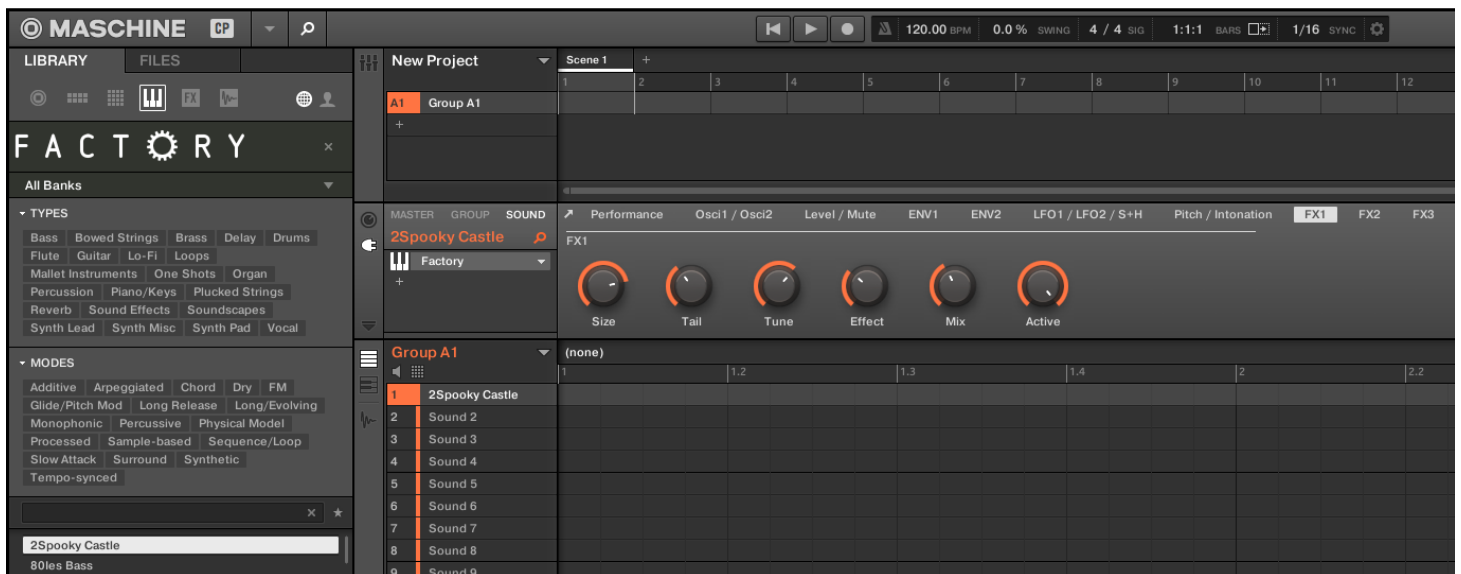 MASCHINE CP
120.00 BPM 0.0 % SWING 4 / 4 SIG 1:1:1 BARS 1/16 SYNC
LIBRARY FILES
FX
FACTORY ×
All Banks
TYPES
Bass Bowed Strings Brass Delay Drums
Flute Guitar Lo-Fi Loops
Mallet Instruments One Shots Organ
Percussion Piano/Keys Plucked Strings
Reverb Sound Effects Soundscapes
Synth Lead Synth Misc Synth Pad Vocal
MODES
Additive Arpeggiated Chord Dry FM
Glide/Pitch Mod Long Release Long/Evolving
Monophonic Percussive Physical Model
Processed Sample-based Sequence/Loop
Slow Attack Surround Synthetic
Tempo-synced
×
2Spooky Castle
80les Bass
New Project
A1 Group A1
+
Scene 1 +
1 2 3 4 5 6 7 8 9 10 11 12
MASTER GROUP SOUND
2Spooky Castle
Factory
+
Performance Osci1 / Osci2 Level / Mute ENV1 ENV2 LFO1 / LFO2 / S+H Pitch / Intonation FX1 FX2 FX3
FX1
Size Tail Tune Effect Mix Active
Group A1
(none)
1 1.2 1.3 1.4 2 2.2
1 2Spooky Castle
2 Sound 2
3 Sound 3
4 Sound 4
5 Sound 5
6 Sound 6
7 Sound 7
8 Sound 8
9 Sound 9